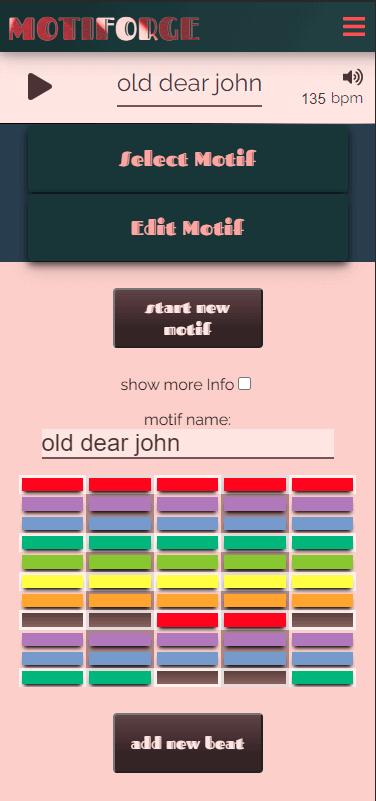 MOTIFORGE
old dear john
135 bpm
Select Motif
Edit Motif
start new
motif
show more Info
motif name:
old dear john
add new beat